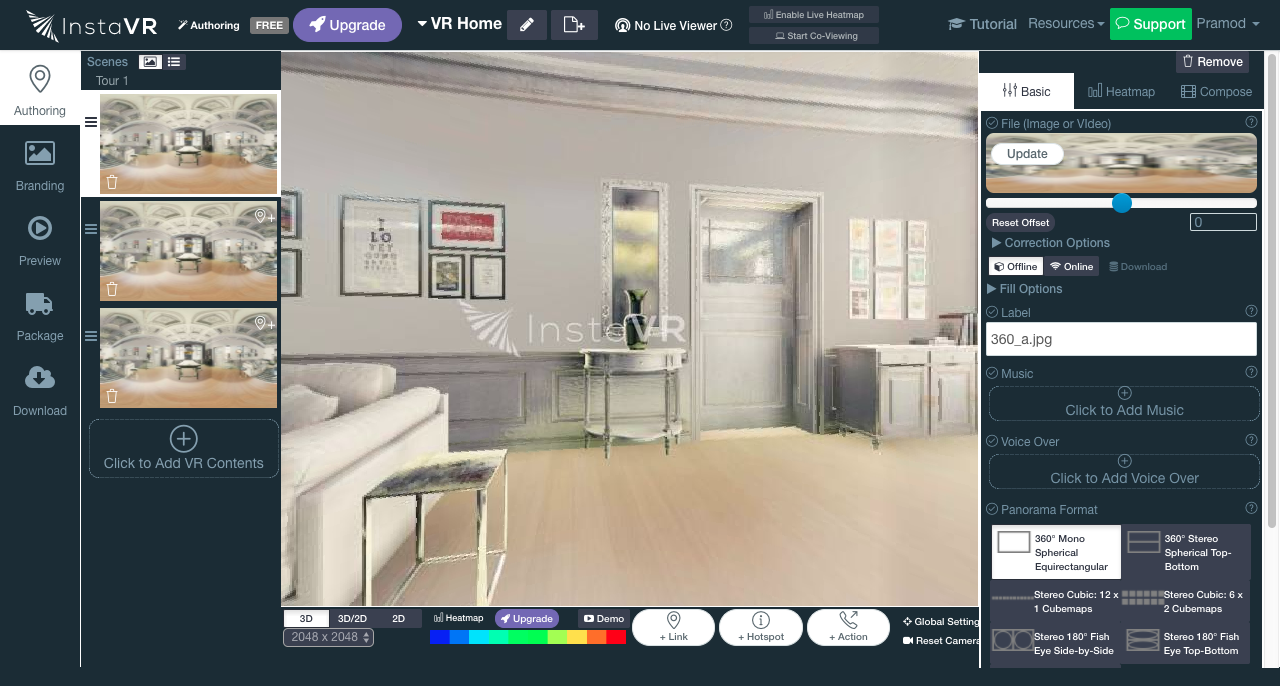 InstaVR
Authoring
FREE
Upgrade
VR Home
No Live Viewer
Enable Live Heatmap
Start Co-Viewing
Tutorial
Resources
Support
Pramod
Authoring
Branding
Preview
Package
Download
Scenes
Tour 1
Click to Add VR Contents
I
LO
InstaVR
3D
3D/2D
2D
2048 x 2048
Heatmap
Upgrade
Demo
+ Link
+ Hotspot
+ Action
Global Setting
Reset Camera
Remove
Basic
Heatmap
Compose
File (Image or VIdeo)
Update
Reset Offset
0
Correction Options
Offline
Online
Download
Fill Options
Label
360_a.jpg
Music
Click to Add Music
Voice Over
Click to Add Voice Over
Panorama Format
360° Mono
Spherical
Equirectangular
360° Stereo
Spherical Top-
Bottom
Stereo Cubic: 12 x
1 Cubemaps
Stereo Cubic: 6 x
2 Cubemaps
Stereo 180° Fish
Eye Side-by-Side
Stereo 180° Fish
Eye Top-Bottom